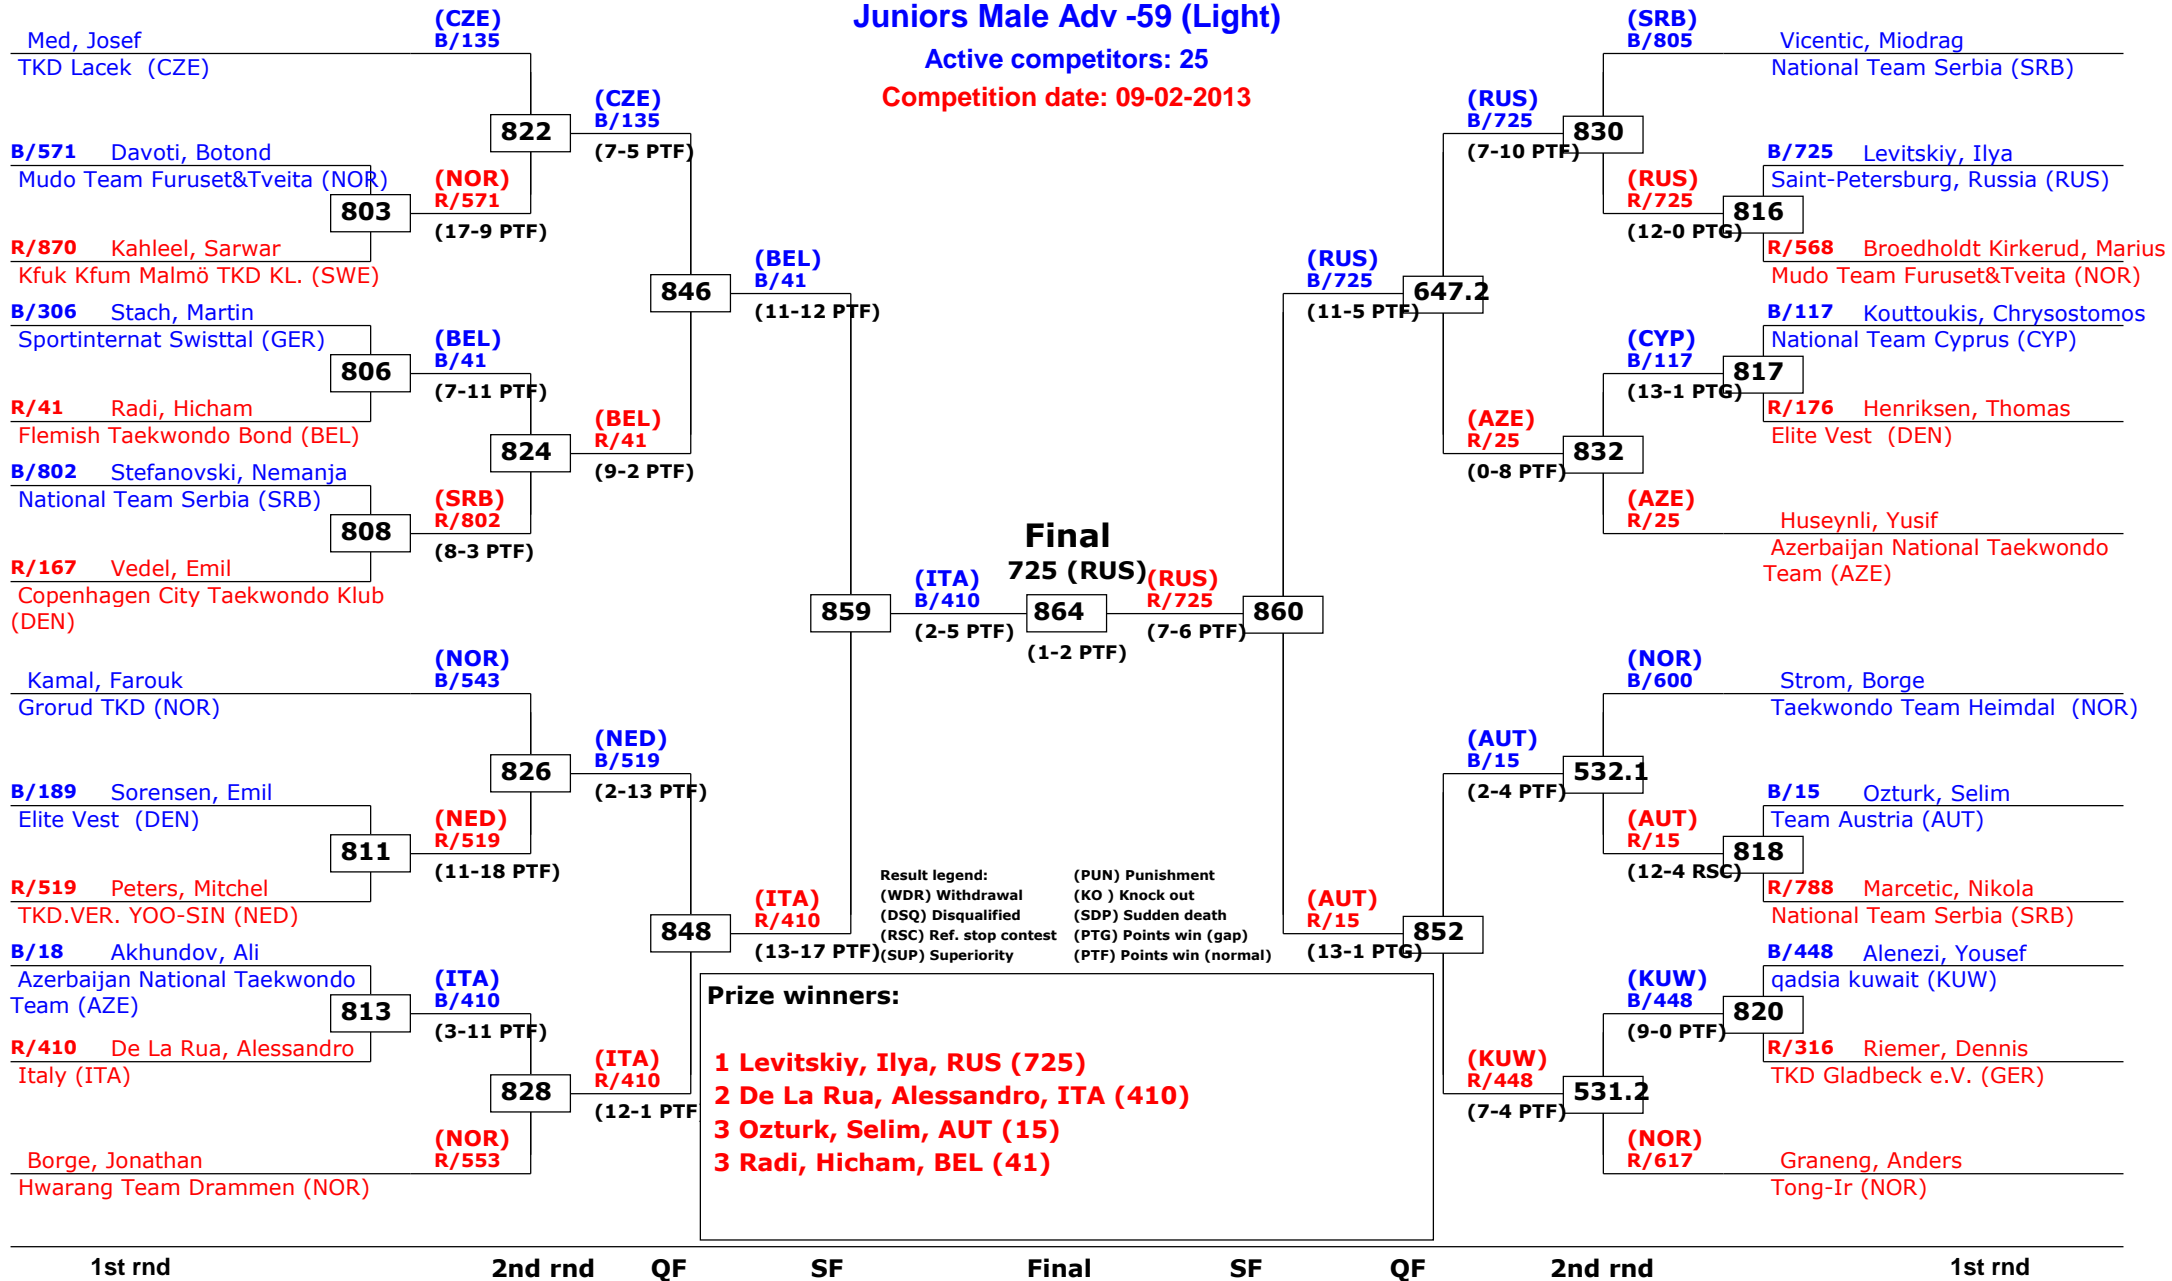 Juniors Male Adv -59 (Light)
Active competitors: 25
Competition date: 09-02-2013
(CZE)
B/135
Med, Josef
TKD Lacek (CZE)
822
(CZE)
B/135
(7-5 PTF)
B/571 Davoti, Botond
Mudo Team Furuset&Tveita (NOR)
803
(NOR)
R/571
(17-9 PTF)
R/870 Kahleel, Sarwar
Kfuk Kfum Malmö TKD KL. (SWE)
846
(BEL)
B/41
(11-12 PTF)
B/306 Stach, Martin
Sportinternat Swisttal (GER)
806
(BEL)
B/41
(7-11 PTF)
R/41 Radi, Hicham
Flemish Taekwondo Bond (BEL)
824
(BEL)
R/41
(9-2 PTF)
B/802 Stefanovski, Nemanja
National Team Serbia (SRB)
808
(SRB)
R/802
(8-3 PTF)
R/167 Vedel, Emil
Copenhagen City Taekwondo Klub
(DEN)
859
(ITA)
B/410
(2-5 PTF)
Final
725 (RUS)
864
(1-2 PTF)
(RUS)
R/725
(7-6 PTF)
860
(NOR)
B/543
Kamal, Farouk
Grorud TKD (NOR)
826
(NED)
B/519
(2-13 PTF)
B/189 Sorensen, Emil
Elite Vest (DEN)
811
(NED)
R/519
(11-18 PTF)
R/519 Peters, Mitchel
TKD.VER. YOO-SIN (NED)
848
(ITA)
R/410
(13-17 PTF)
B/18 Akhundov, Ali
Azerbaijan National Taekwondo
Team (AZE)
813
(ITA)
B/410
(3-11 PTF)
R/410 De La Rua, Alessandro
Italy (ITA)
828
(ITA)
R/410
(12-1 PTF
(NOR)
R/553
Borge, Jonathan
Hwarang Team Drammen (NOR)
(SRB)
B/805
Vicentic, Miodrag
National Team Serbia (SRB)
(RUS)
B/725
(7-10 PTF)
830
B/725 Levitskiy, Ilya
Saint-Petersburg, Russia (RUS)
(RUS)
R/725
(12-0 PTG)
816
R/568 Broedholdt Kirkerud, Marius
Mudo Team Furuset&Tveita (NOR)
(RUS)
B/725
(11-5 PTF)
647.2
B/117 Kouttoukis, Chrysostomos
National Team Cyprus (CYP)
(CYP)
B/117
(13-1 PTG)
817
R/176 Henriksen, Thomas
Elite Vest (DEN)
(AZE)
R/25
(0-8 PTF)
832
(AZE)
R/25
Huseynli, Yusif
Azerbaijan National Taekwondo
Team (AZE)
(NOR)
B/600
Strom, Borge
Taekwondo Team Heimdal (NOR)
(AUT)
B/15
(2-4 PTF)
532.1
B/15 Ozturk, Selim
Team Austria (AUT)
(AUT)
R/15
(12-4 RSC)
818
R/788 Marcetic, Nikola
National Team Serbia (SRB)
(AUT)
R/15
(13-1 PTG)
852
B/448 Alenezi, Yousef
qadsia kuwait (KUW)
(KUW)
B/448
(9-0 PTF)
820
R/316 Riemer, Dennis
TKD Gladbeck e.V. (GER)
(KUW)
R/448
(7-4 PTF)
531.2
(NOR)
R/617
Graneng, Anders
Tong-Ir (NOR)
Result legend: (PUN) Punishment
(WDR) Withdrawal (KO ) Knock out
(DSQ) Disqualified (SDP) Sudden death
(RSC) Ref. stop contest (PTG) Points win (gap)
(SUP) Superiority (PTF) Points win (normal)
Prize winners:
1 Levitskiy, Ilya, RUS (725)
2 De La Rua, Alessandro, ITA (410)
3 Ozturk, Selim, AUT (15)
3 Radi, Hicham, BEL (41)
1st rnd 2nd rnd QF SF Final SF QF 2nd rnd 1st rnd